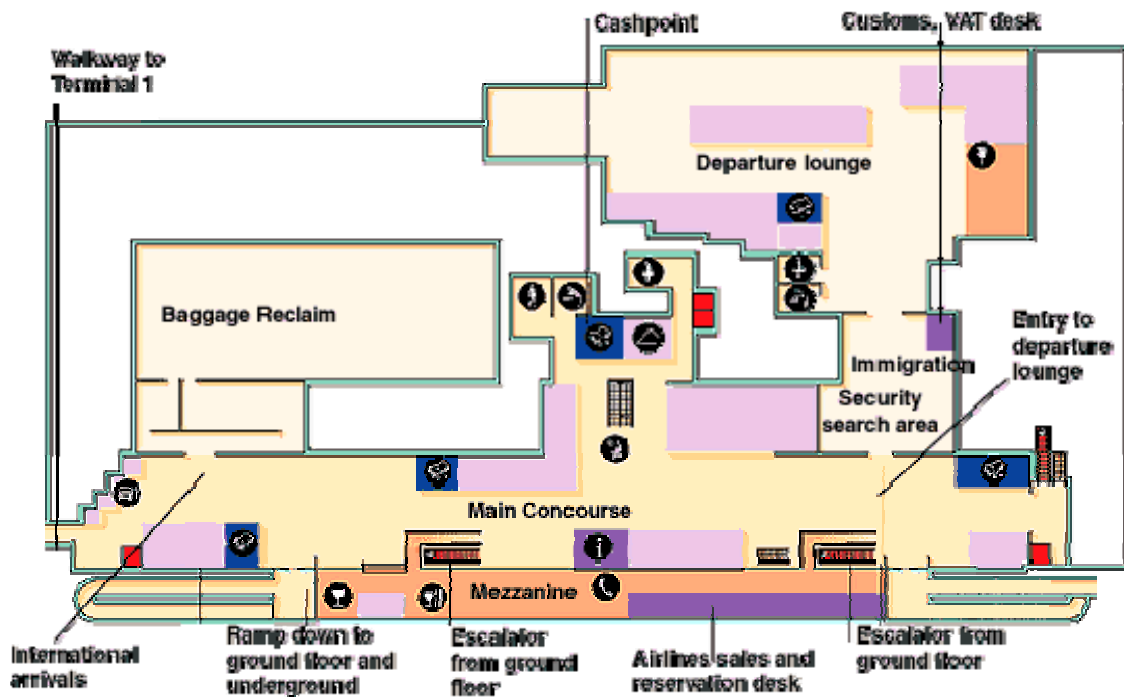 Cashpoint
Customs, VAT desk
Walkway to
Terminal 1
Departure lounge
Baggage Reclaim
Entry to
departure
lounge
Immigration
Security
search area
Main Concourse
i
Mezzanine
International
arrivals
Ramp down to
ground floor and
underground
Escalator
from ground
floor
Airlines sales and
reservation desk
Escalator from
ground floor